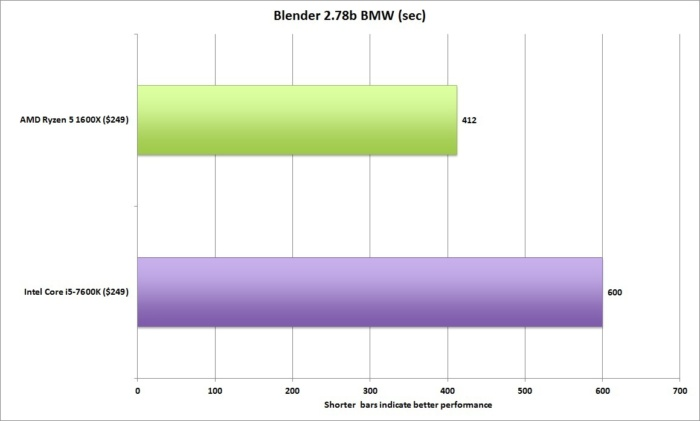 Blender 2.78b BMW (sec)
AMD Ryzen 5 1600X ($249)
412
Intel Core i5-7600K ($249)
600
0 100 200 300 400 500 600 700
Shorter bars indicate better performance